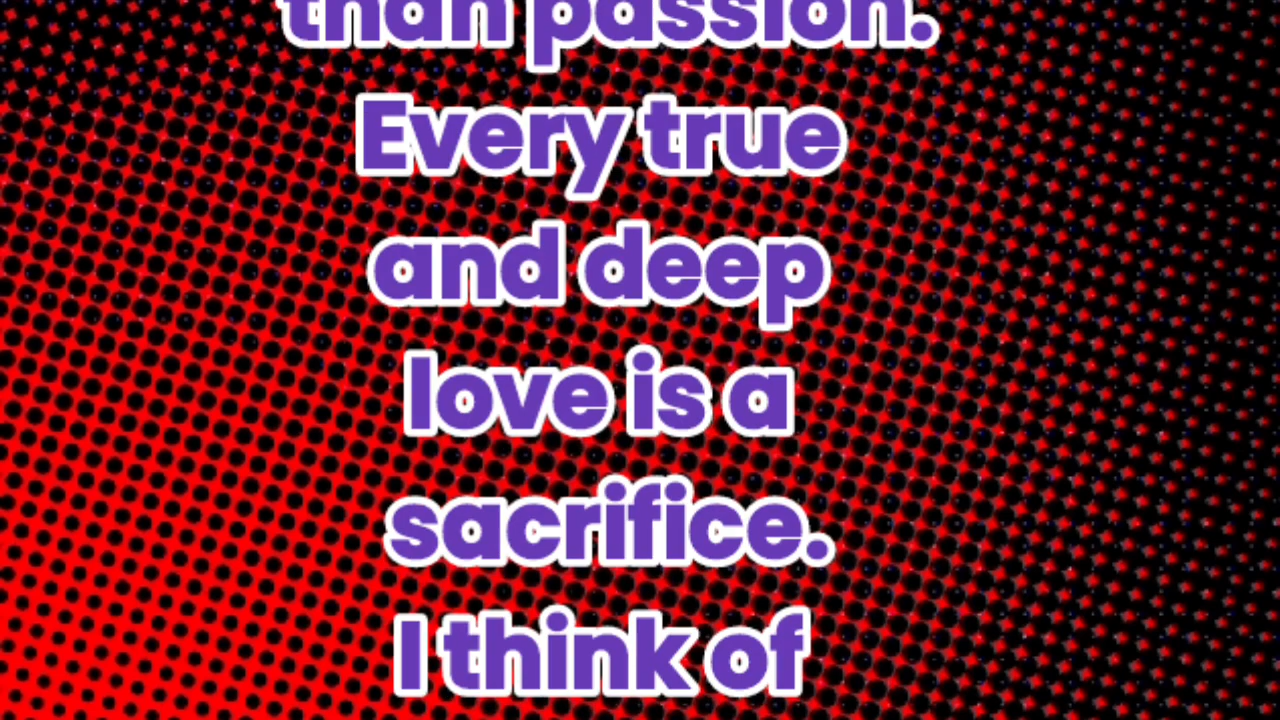 than passion.
Every true
and deep
love is a
sacrifice.
I think of